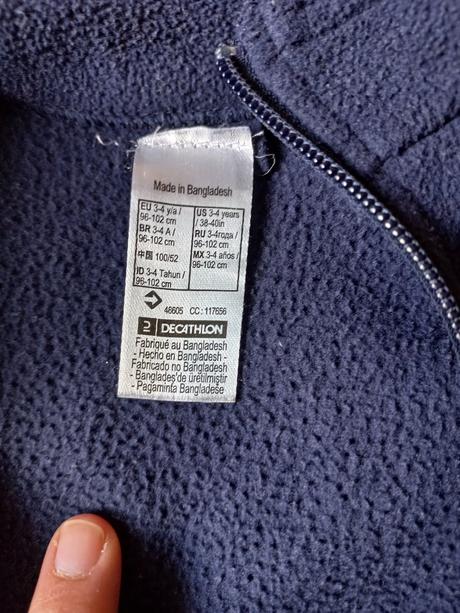 Made in Bangladesh
EU 3-4 y/a /
96-102 cm
BR 3-4 A /
96-102 cm
中国 100/52
ID 3-4 Tahun /
96-102 cm
US 3-4 years
/ 38-40in
RU 3-4года /
96-102 cm
MX 3-4 años /
96-102 cm
48605 CC : 117656
DECATHLON
Fabriqué au Bangladesh
- Hecho en Bangladesh -
Fabricado no Bangladesh
- Banglades'de üretilmiştir
- Pagaminta Bangladeše